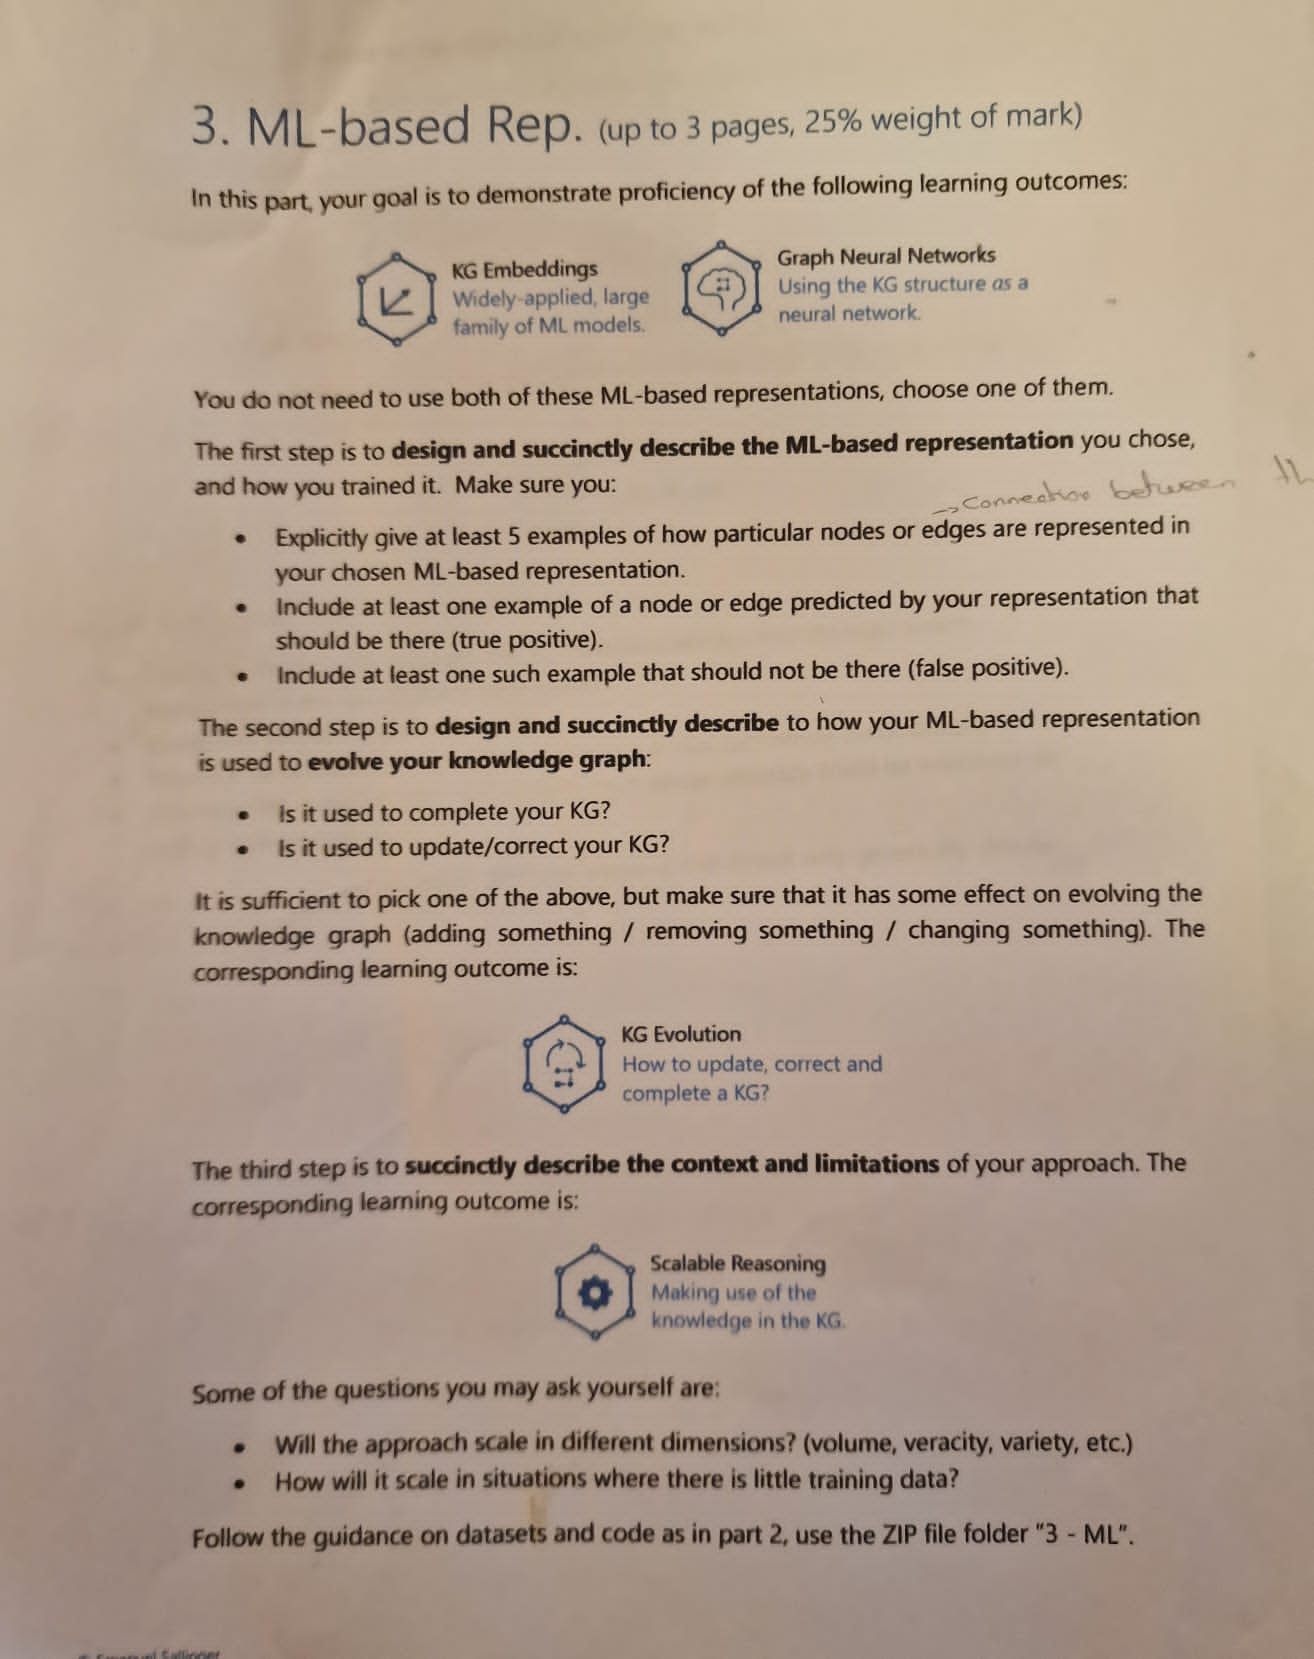 3. ML-based Rep. (up to 3 pages, 25% weight of mark)
In this part, your goal is to demonstrate proficiency of the following learning outcomes:
KG Embeddings
Widely-applied, large
family of ML models.
Graph Neural Networks
Using the KG structure as a
neural network.
You do not need to use both of these ML-based representations, choose one of them.
The first step is to design and succinctly describe the ML-based representation you chose,
and how you trained it. Make sure you:
→ Connection between
• Explicitly give at least 5 examples of how particular nodes or edges are represented in
your chosen ML-based representation.
• Include at least one example of a node or edge predicted by your representation that
should be there (true positive).
• Include at least one such example that should not be there (false positive).
The second step is to design and succinctly describe to how your ML-based representation
is used to evolve your knowledge graph:
• Is it used to complete your KG?
• Is it used to update/correct your KG?
It is sufficient to pick one of the above, but make sure that it has some effect on evolving the
knowledge graph (adding something / removing something / changing something). The
corresponding learning outcome is:
KG Evolution
How to update, correct and
complete a KG?
The third step is to succinctly describe the context and limitations of your approach. The
corresponding learning outcome is:
Scalable Reasoning
Making use of the
knowledge in the KG.
Some of the questions you may ask yourself are:
• Will the approach scale in different dimensions? (volume, veracity, variety, etc.)
• How will it scale in situations where there is little training data?
Follow the guidance on datasets and code as in part 2, use the ZIP file folder "3 - ML".